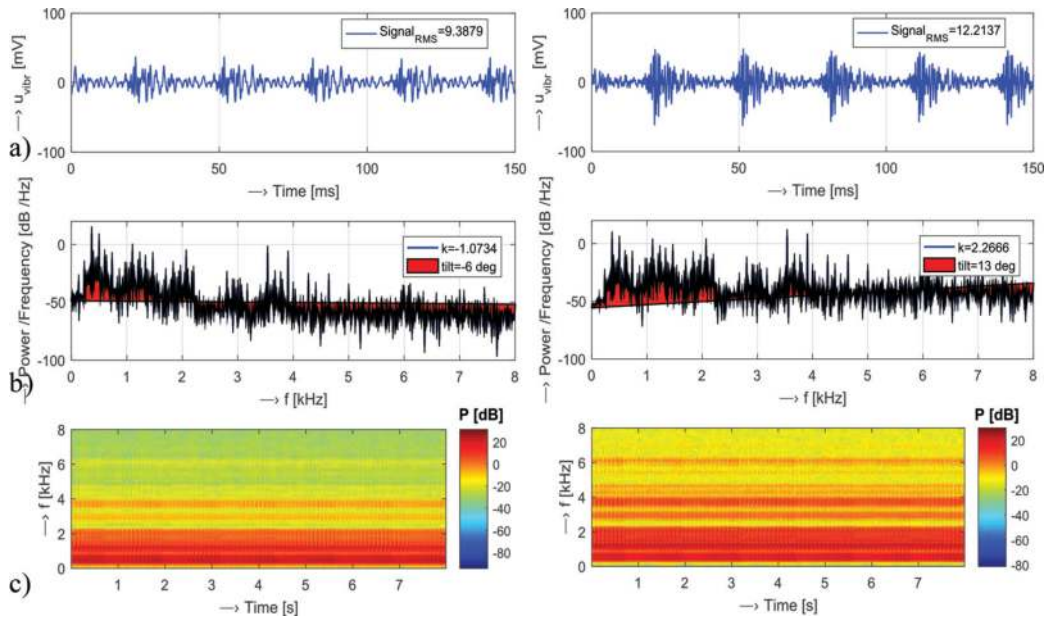 100
0
-100
—> u_vibr [mV]
Signal_RMS=9.3879
0 50 100 150
—> Time [ms]
a)
100
0
-100
—> u_vibr [mV]
Signal_RMS=12.2137
0 50 100 150
—> Time [ms]
—> Power /Frequency [dB /Hz]
0
-50
-100
k=-1.0734
tilt=-6 deg
0 1 2 3 4 5 6 7 8
—> f [kHz]
b)
—> Power /Frequency [dB /Hz]
0
-50
-100
k=2.2666
tilt=13 deg
0 1 2 3 4 5 6 7 8
—> f [kHz]
—> f [kHz]
8
6
4
2
0
1 2 3 4 5 6 7
—> Time [s]
P [dB]
20
0
-20
-40
-60
-80
c)
—> f [kHz]
8
6
4
2
0
1 2 3 4 5 6 7
—> Time [s]
P [dB]
20
0
-20
-40
-60
-80